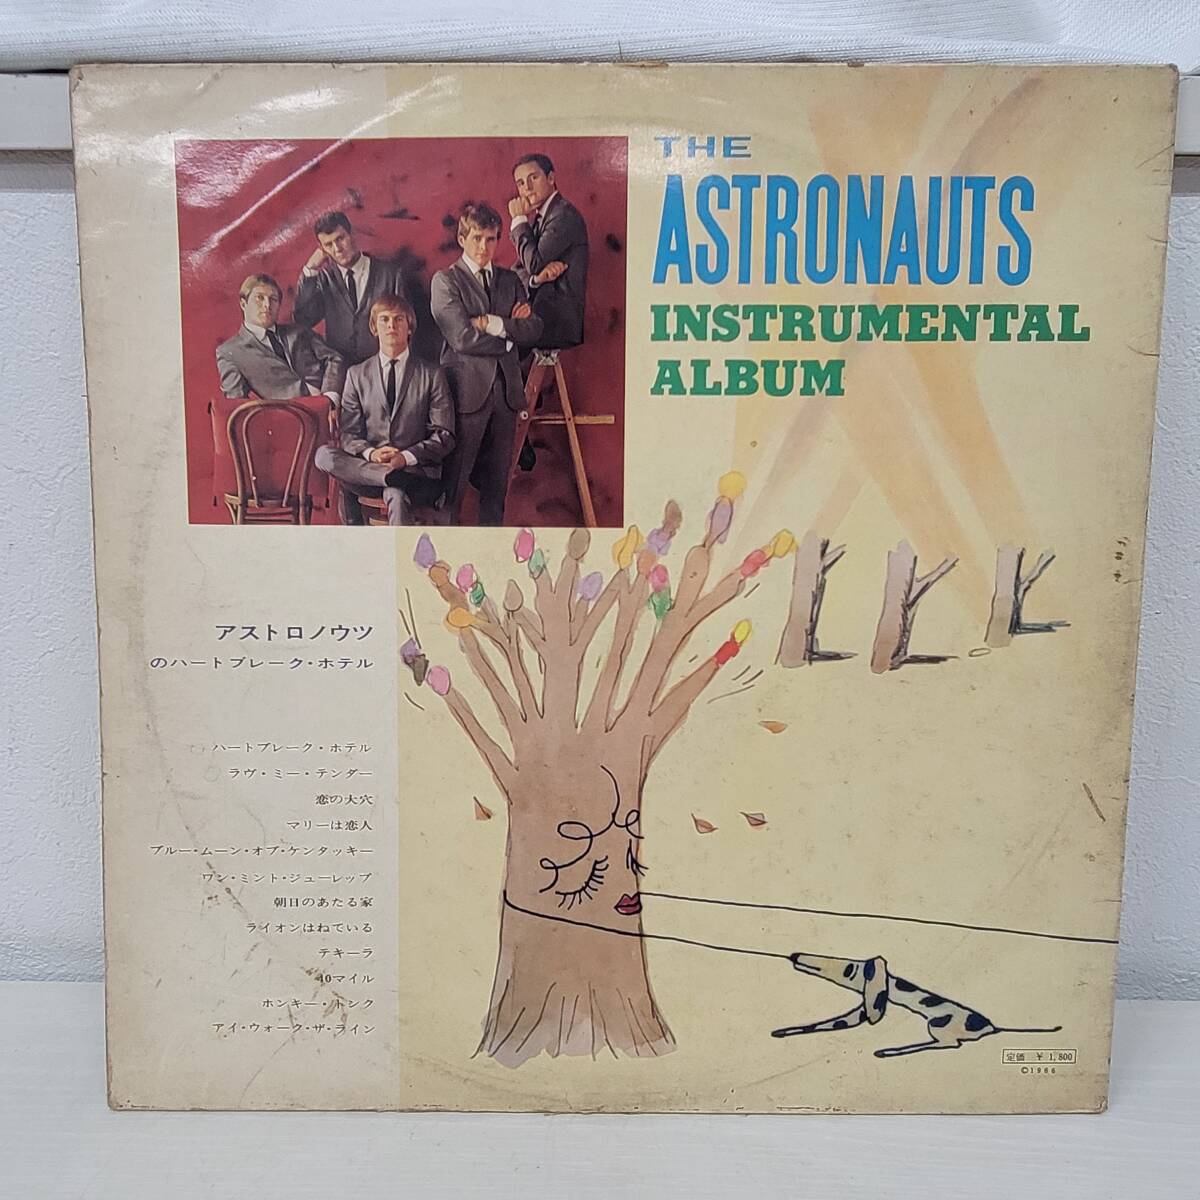 THE
ASTRONAUTS
INSTRUMENTAL
ALBUM
アストロノウツ
のハートブレーク・ホテル
ハートブレーク・ホテル
ラヴ・ミー・テンダー
恋の大穴
マリーは恋人
ブルー・ムーン・オブ・ケンタッキー
ワン・ミント・ジューレップ
朝日のあたる家
ライオンはねている
テキーラ
40マイル
ホンキー・トンク
アイ・ウォーク・ザ・ライン
定価 ¥ 1,800
©1966